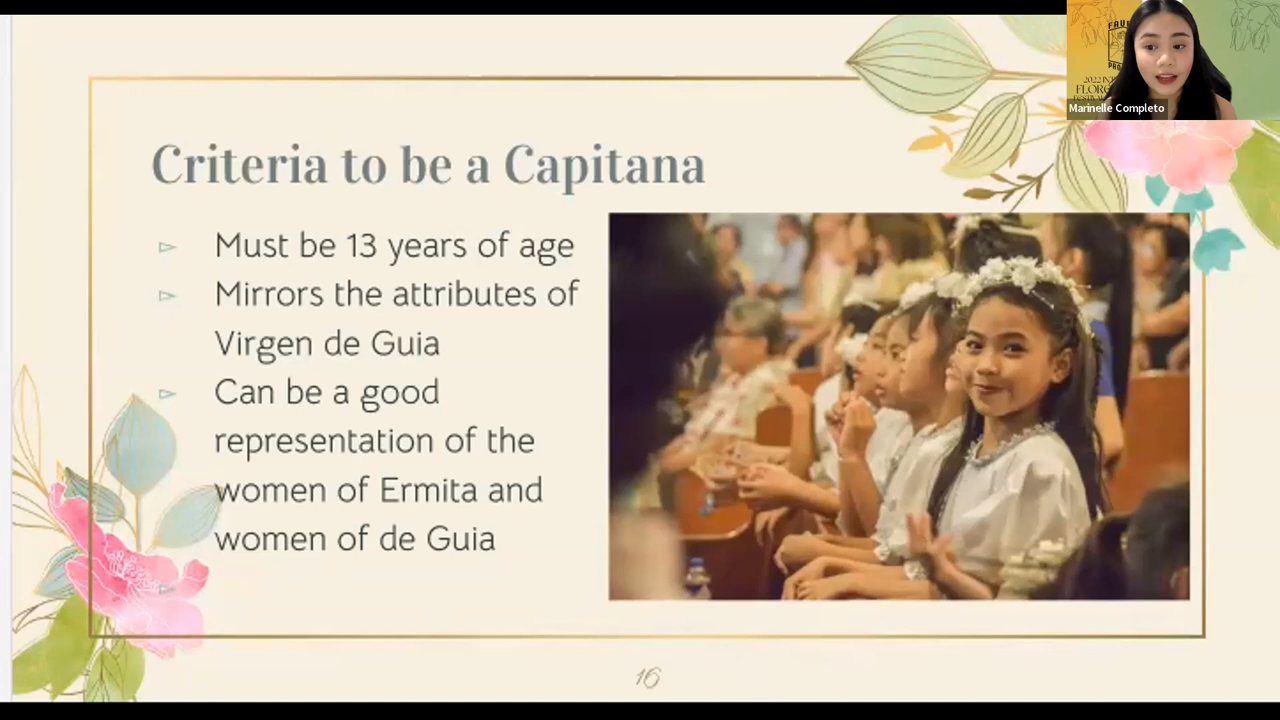 Criteria to be a Capitana
Must be 13 years of age
Mirrors the attributes of
Virgen de Guia
Can be a good
representation of the
women of Ermita and
women of de Guia
16
Marinelle Completo